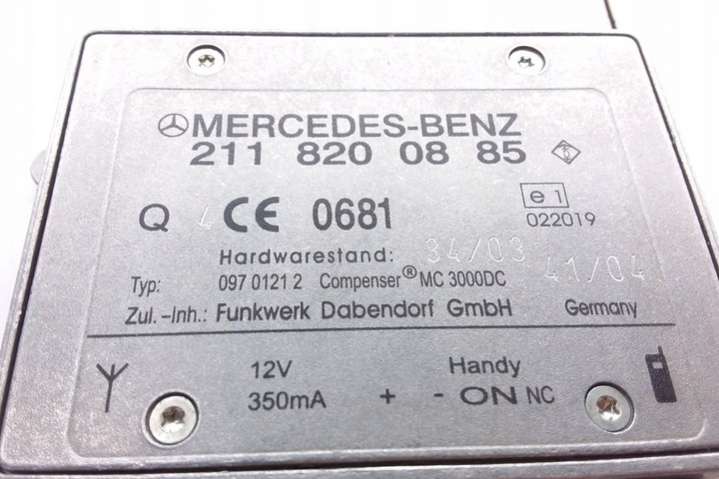 MERCEDES-BENZ
211 820 08 85
Q 4 CE 0681 e1
022019
Hardwarestand: 34/03
Typ: 097 0121 2 Compenser® MC 3000DC 41/04
Zul.-Inh.: Funkwerk Dabendorf GmbH Germany
12V Handy
350mA + - ON NC